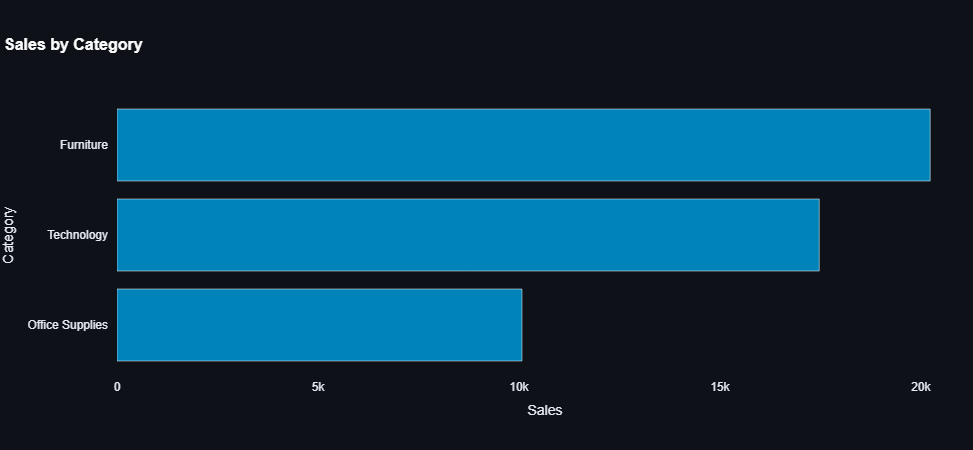 Sales by Category
Furniture
Technology
Office Supplies
Category
0 5k 10k 15k 20k
Sales